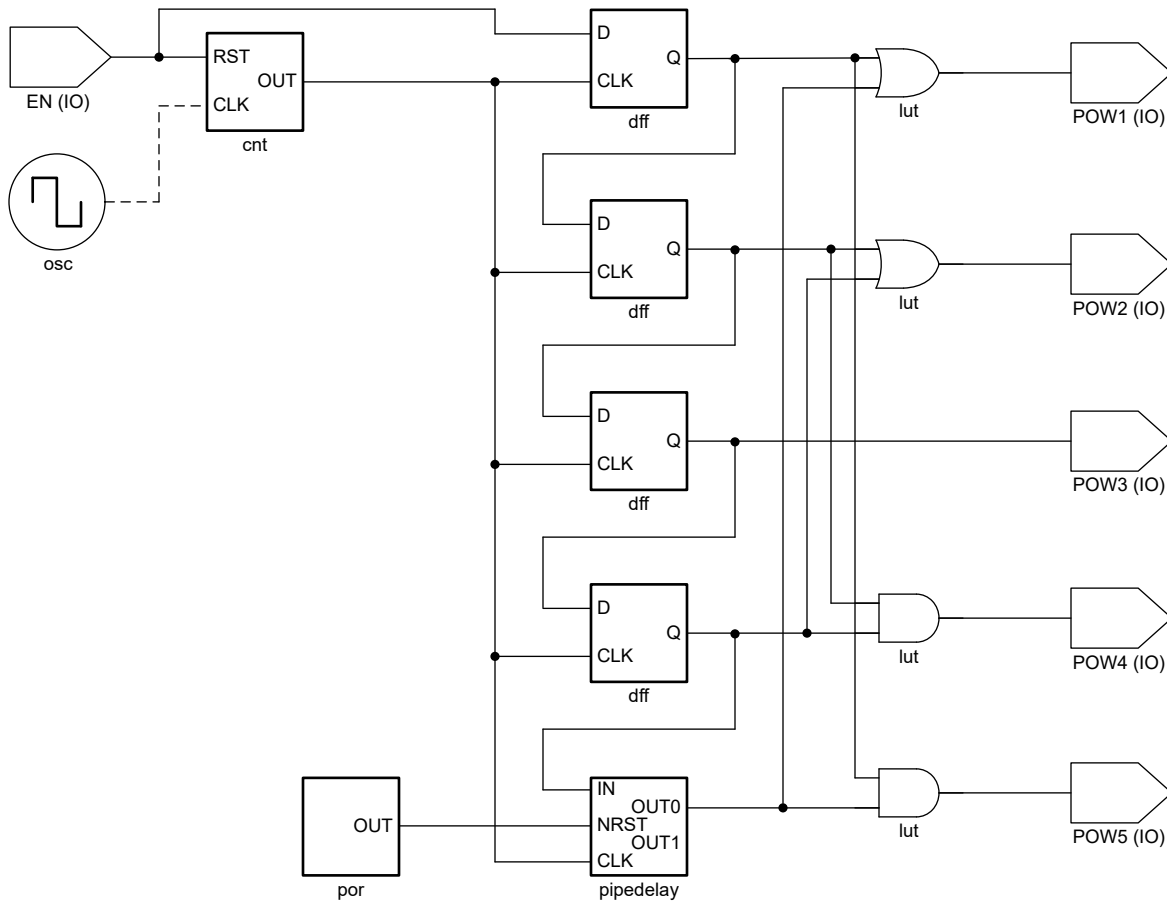 D
Q
CLK
dff
RST
OUT
CLK
cnt
EN (IO)
osc
lut
POW1 (IO)
D
Q
CLK
dff
lut
POW2 (IO)
D
Q
CLK
dff
POW3 (IO)
D
Q
CLK
dff
lut
POW4 (IO)
OUT
por
IN
OUT0
NRST
OUT1
CLK
pipedelay
lut
POW5 (IO)